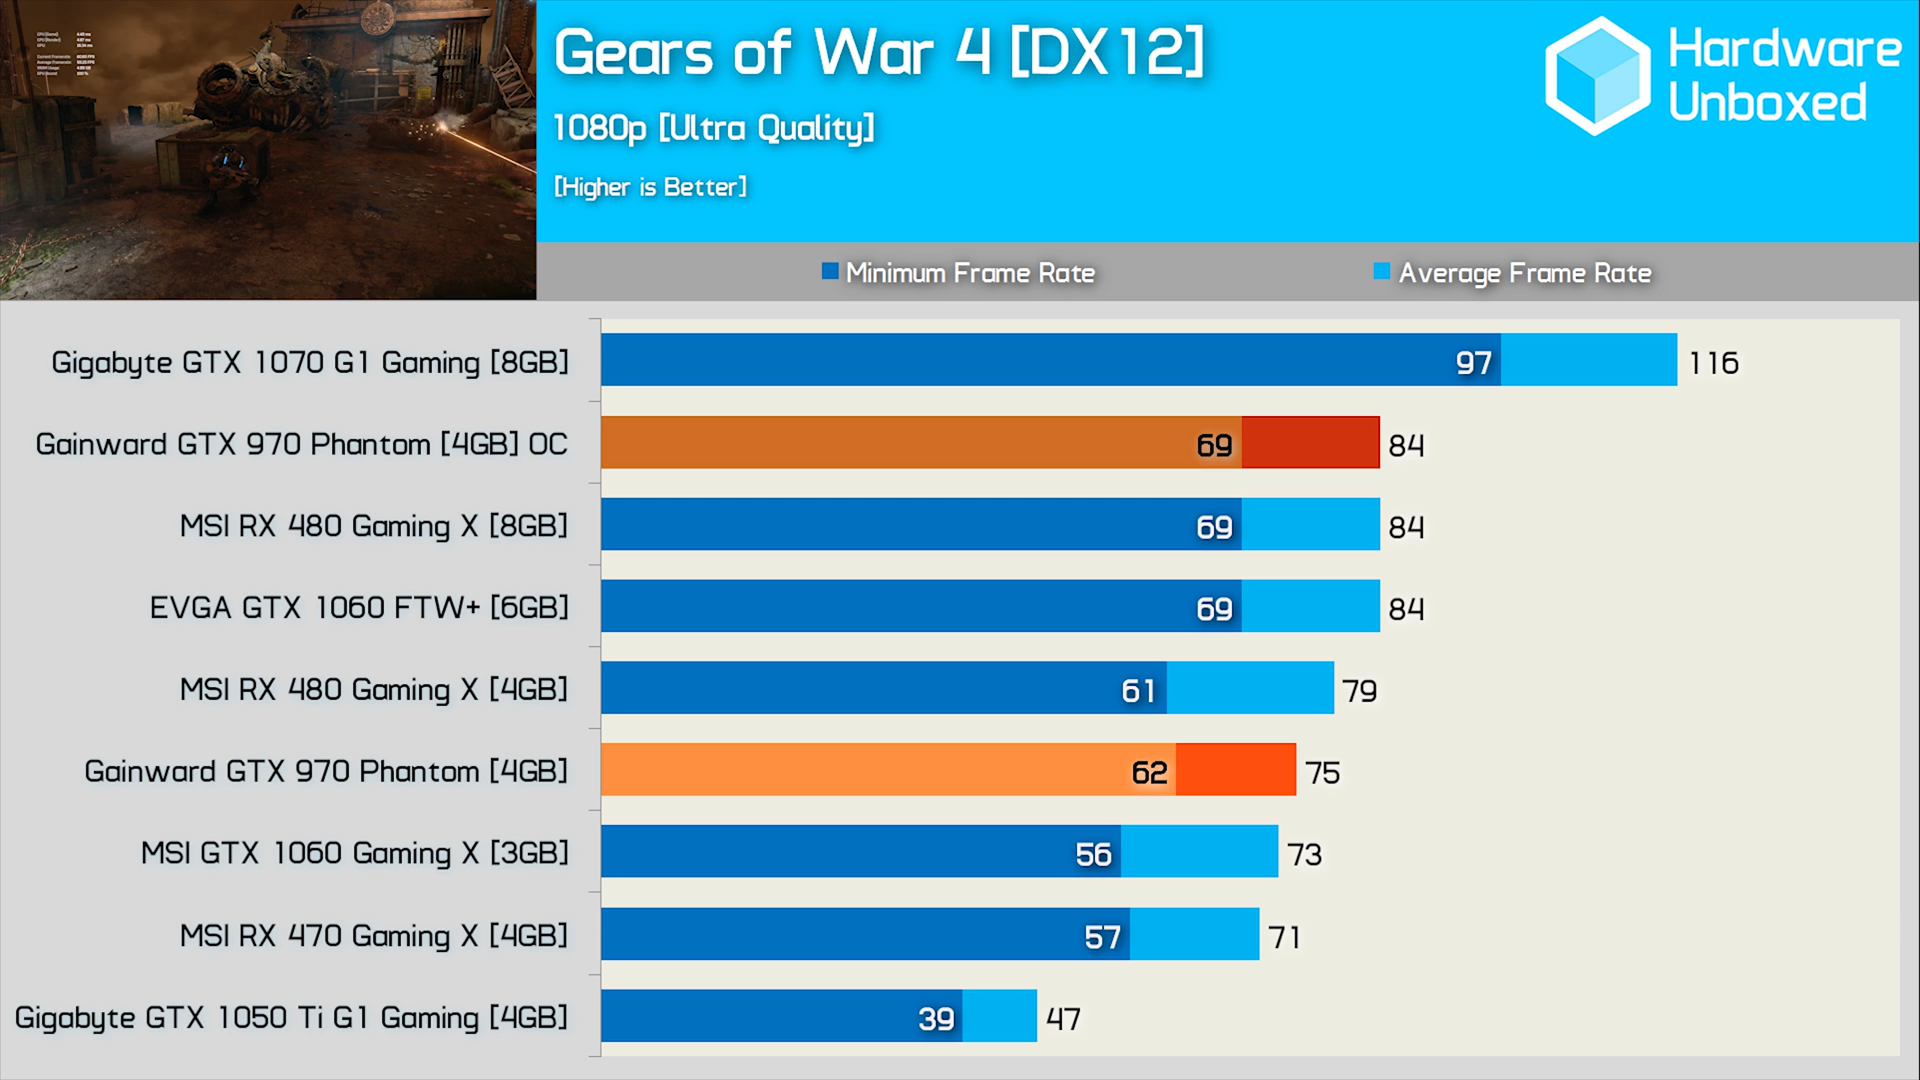 Gears of War 4 [DX12]
1080p [Ultra Quality]
[Higher is Better]
Hardware
Unboxed
Minimum Frame Rate
Average Frame Rate
Gigabyte GTX 1070 G1 Gaming [8GB] 97 116
Gainward GTX 970 Phantom [4GB] OC 69 84
MSI RX 480 Gaming X [8GB] 69 84
EVGA GTX 1060 FTW+ [6GB] 69 84
MSI RX 480 Gaming X [4GB] 61 79
Gainward GTX 970 Phantom [4GB] 62 75
MSI GTX 1060 Gaming X [3GB] 56 73
MSI RX 470 Gaming X [4GB] 57 71
Gigabyte GTX 1050 Ti G1 Gaming [4GB] 39 47